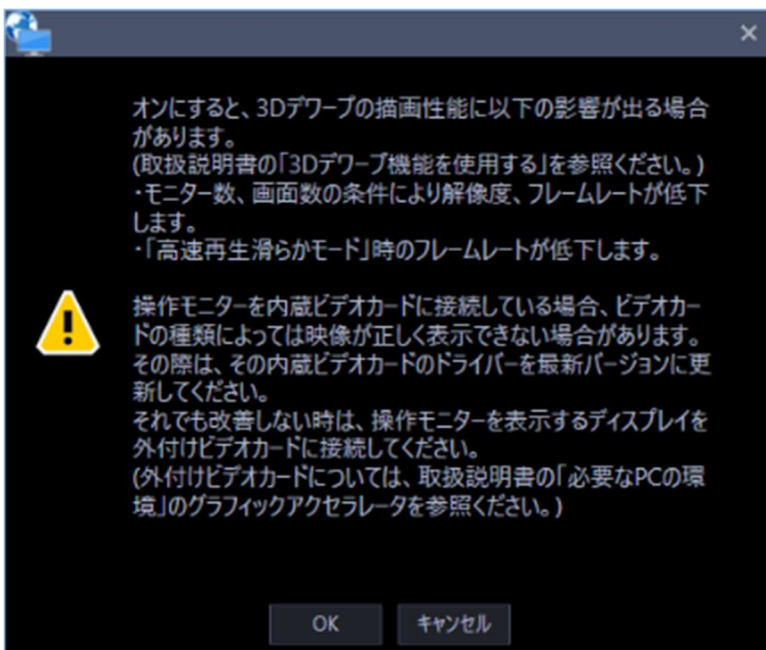 オンにすると、3Dデワープの描画性能に以下の影響が出る場合
があります。
(取扱説明書の「3Dデワープ機能を使用する」を参照ください。)
・モニター数、画面数の条件により解像度、フレームレートが低下
します。
・「高速再生滑らかモード」時のフレームレートが低下します。
操作モニターを内蔵ビデオカードに接続している場合、ビデオカー
ドの種類によっては映像が正しく表示できない場合があります。
その際は、その内蔵ビデオカードのドライバーを最新バージョンに更
新してください。
それでも改善しない時は、操作モニターを表示するディスプレイを
外付けビデオカードに接続してください。
(外付けビデオカードについては、取扱説明書の「必要なPCの環
境」のグラフィックアクセラレータを参照ください。)
OK キャンセル